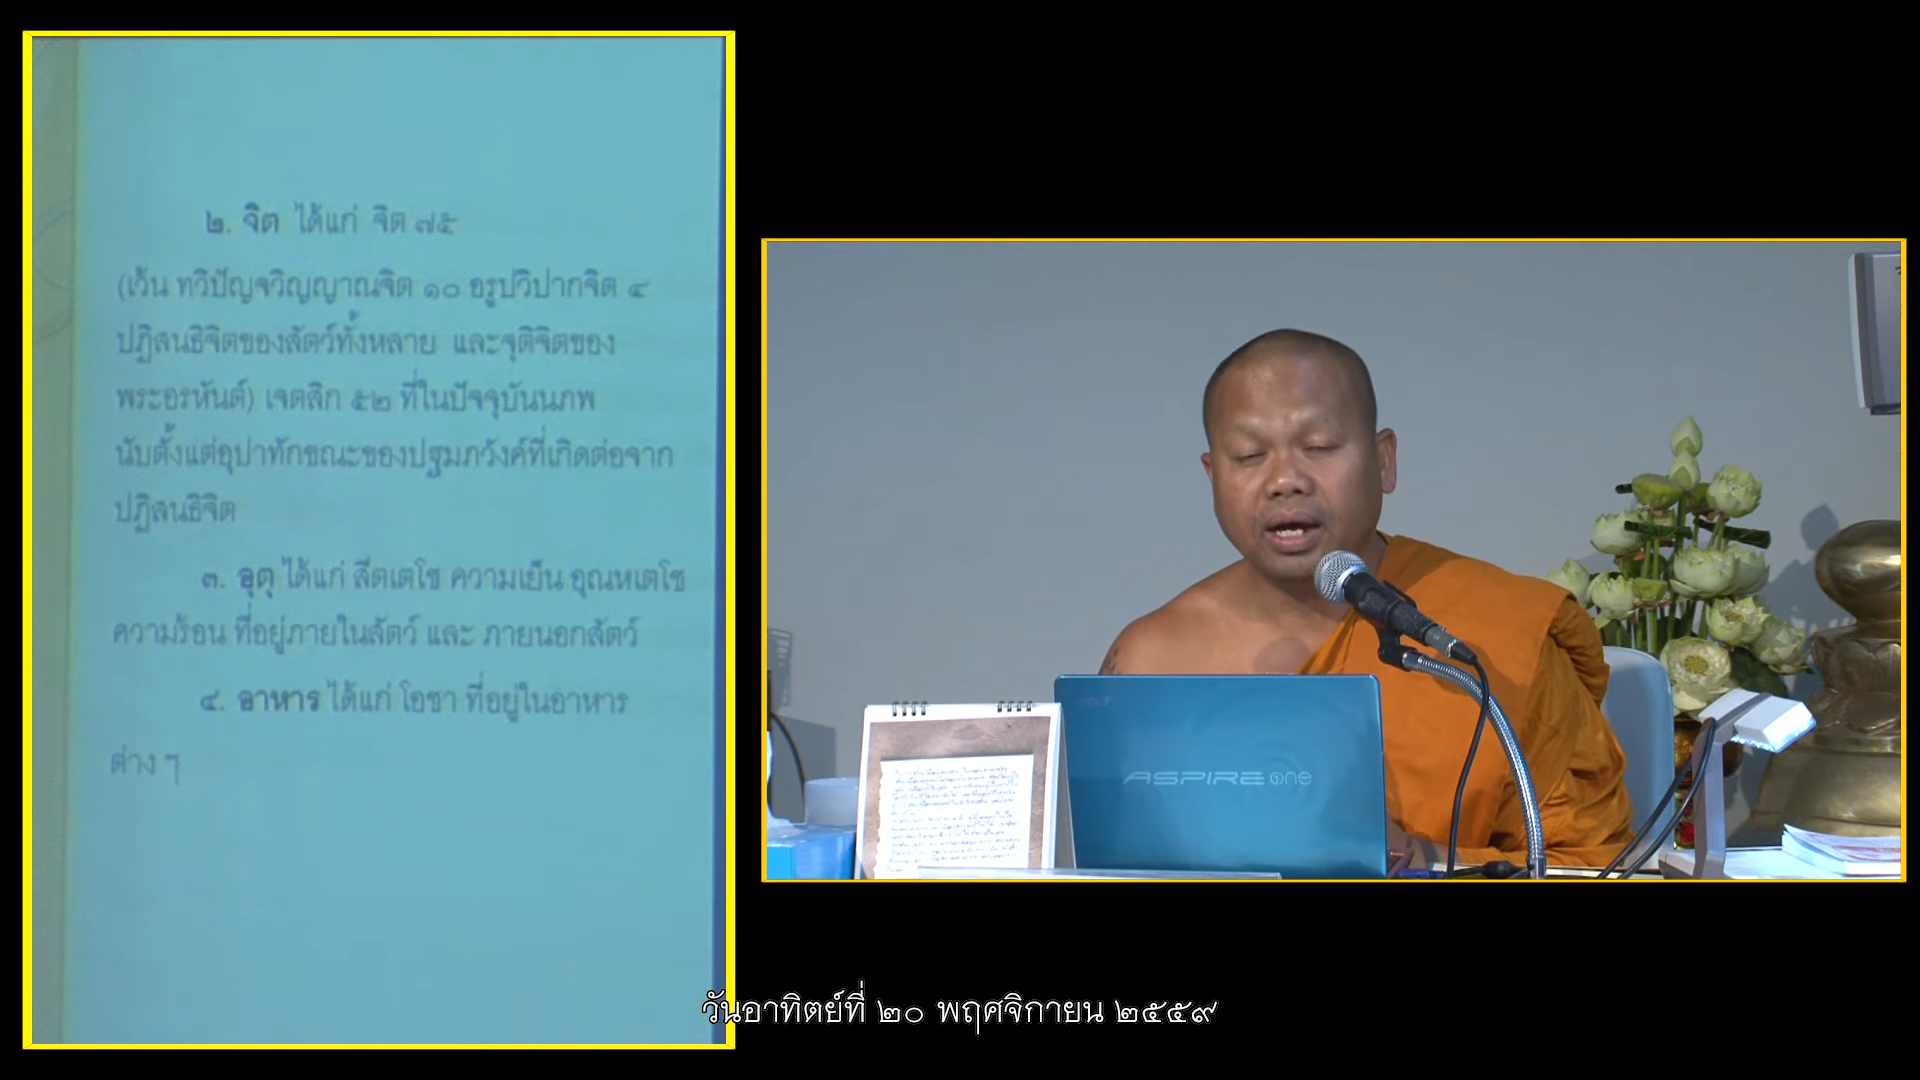 ๒. จิต ได้แก่ จิต ๗๕
(เว้น ทวิปัญจวิญญาณจิต ๑๐ อรูปวิปากจิต ๔
ปฏิสนธิจิตของสัตว์ทั้งหลาย และจุติจิตของ
พระอรหันต์) เจตสิก ๕๒ ที่ในปัจจุบันนภพ
นับตั้งแต่อุปาทักขณะของปฐมภวังค์ที่เกิดต่อจาก
ปฏิสนธิจิต
๓. อุตุ ได้แก่ สีตเตโช ความเย็น อุณหเตโช
ความร้อน ที่อยู่ภายในสัตว์ และ ภายนอกสัตว์
๔. อาหาร ได้แก่ โอชา ที่อยู่ในอาหาร
ต่าง ๆ
ASPIRE one
วันอาทิตย์ที่ ๒๐ พฤศจิกายน ๒๕๕๙